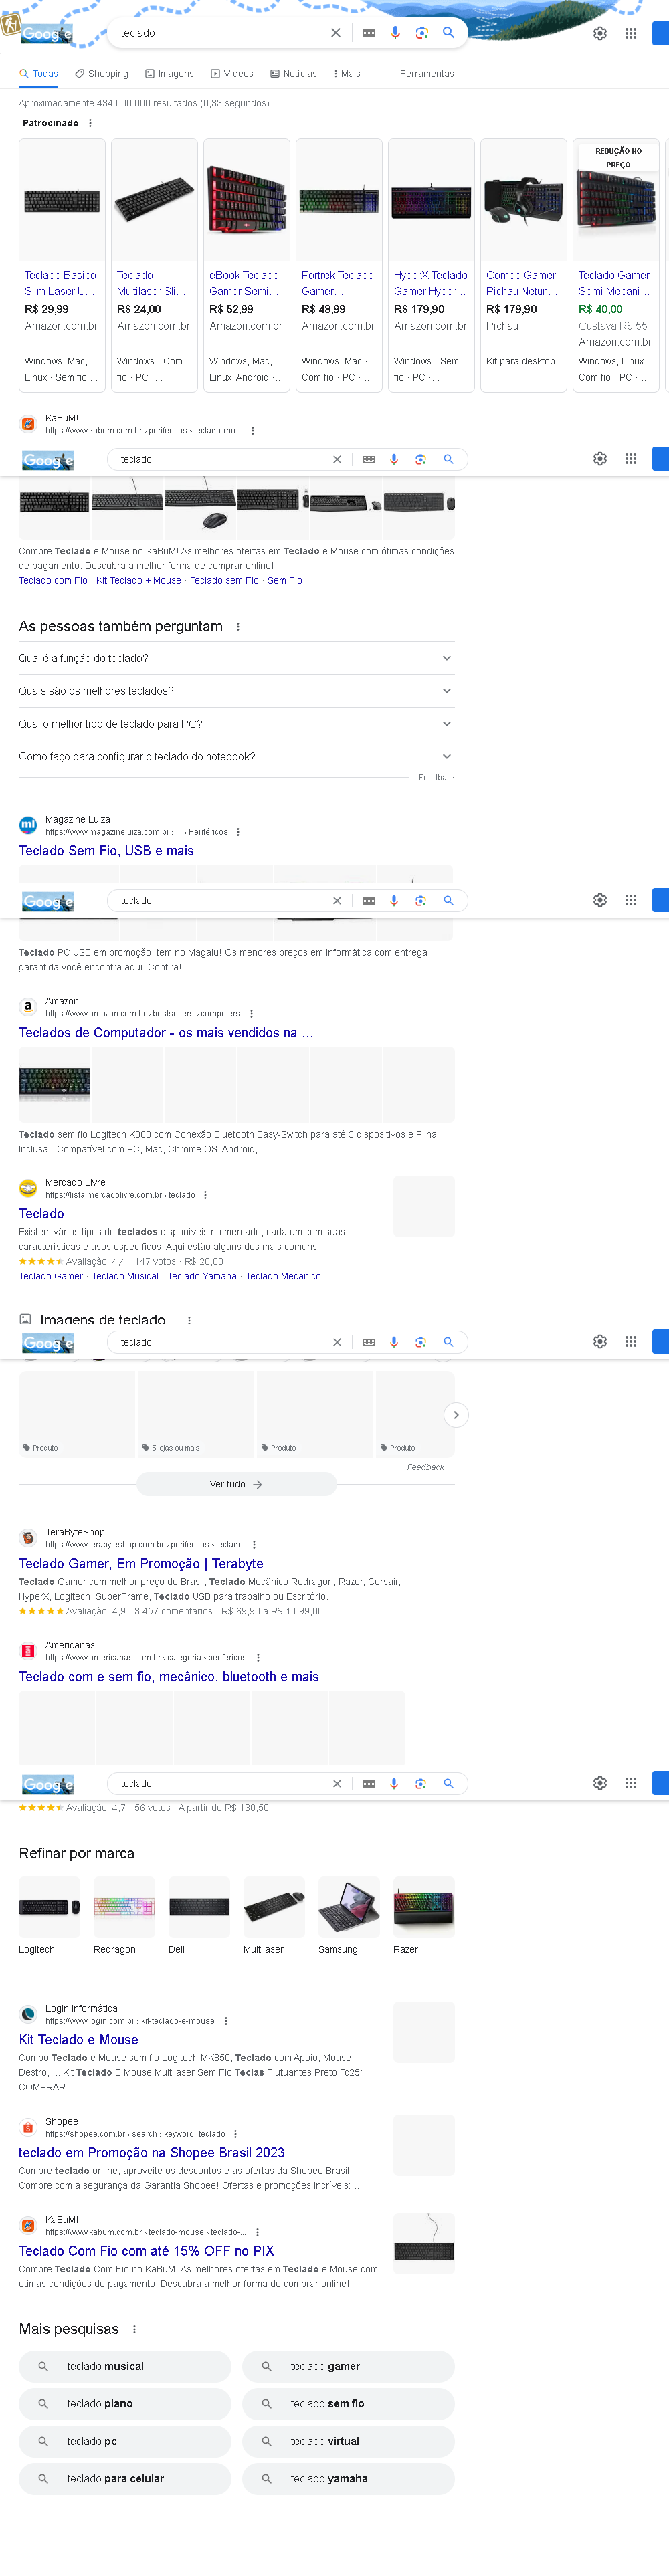 Google
teclado
Todas
Shopping
Imagens
Vídeos
Notícias
Mais
Ferramentas
Aproximadamente 434.000.000 resultados (0,33 segundos)
Patrocinado
REDUÇÃO NO
PREÇO
Teclado Basico
Slim Laser U...
R$ 29,99
Amazon.com.br
Windows, Mac,
Linux · Sem fio ...
Teclado
Multilaser Sli...
R$ 24,00
Amazon.com.br
Windows · Com
fio · PC ·...
eBook Teclado
Gamer Semi...
R$ 52,99
Amazon.com.br
Windows, Mac,
Linux, Android ·...
Fortrek Teclado
Gamer...
R$ 48,99
Amazon.com.br
Windows, Mac ·
Com fio · PC ·...
HyperX Teclado
Gamer Hyper...
R$ 179,90
Amazon.com.br
Windows · Sem
fio · PC ·...
Combo Gamer
Pichau Netun...
R$ 179,90
Pichau
Kit para desktop
Teclado Gamer
Semi Mecani...
R$ 40,00
Custava R$ 55
Amazon.com.br
Windows, Linux ·
Com fio · PC ·...
KaBuM!
https://www.kabum.com.br › perifericos › teclado-mo...
Google
teclado
Compre Teclado e Mouse no KaBuM! As melhores ofertas em Teclado e Mouse com ótimas condições
de pagamento. Descubra a melhor forma de comprar online!
Teclado com Fio · Kit Teclado + Mouse · Teclado sem Fio · Sem Fio
As pessoas também perguntam
Qual é a função do teclado?
Quais são os melhores teclados?
Qual o melhor tipo de teclado para PC?
Como faço para configurar o teclado do notebook?
Feedback
Magazine Luiza
https://www.magazineluiza.com.br › ... › Periféricos
Teclado Sem Fio, USB e mais
Google
teclado
Teclado PC USB em promoção, tem no Magalu! Os menores preços em Informática com entrega
garantida você encontra aqui. Confira!
Amazon
https://www.amazon.com.br › bestsellers › computers
Teclados de Computador - os mais vendidos na ...
Teclado sem fio Logitech K380 com Conexão Bluetooth Easy-Switch para até 3 dispositivos e Pilha
Inclusa - Compatível com PC, Mac, Chrome OS, Android, ...
Mercado Livre
https://lista.mercadolivre.com.br › teclado
Teclado
Existem vários tipos de teclados disponíveis no mercado, cada um com suas
características e usos específicos. Aqui estão alguns dos mais comuns:
Avaliação: 4,4 · 147 votos · R$ 28,88
Teclado Gamer · Teclado Musical · Teclado Yamaha · Teclado Mecanico
Imagens de teclado
Google
teclado
Produto
5 lojas ou mais
Produto
Produto
Feedback
Ver tudo
TeraByteShop
https://www.terabyteshop.com.br › perifericos › teclado
Teclado Gamer, Em Promoção | Terabyte
Teclado Gamer com melhor preço do Brasil, Teclado Mecânico Redragon, Razer, Corsair,
HyperX, Logitech, SuperFrame, Teclado USB para trabalho ou Escritório.
Avaliação: 4,9 · 3.457 comentários · R$ 69,90 a R$ 1.099,00
Americanas
https://www.americanas.com.br › categoria › perifericos
Teclado com e sem fio, mecânico, bluetooth e mais
Google
teclado
Avaliação: 4,7 · 56 votos · A partir de R$ 130,50
Refinar por marca
Logitech
Redragon
Dell
Multilaser
Samsung
Razer
Login Informática
https://www.login.com.br › kit-teclado-e-mouse
Kit Teclado e Mouse
Combo Teclado e Mouse sem fio Logitech MK850, Teclado com Apoio, Mouse
Destro, ... Kit Teclado E Mouse Multilaser Sem Fio Teclas Flutuantes Preto Tc251.
COMPRAR.
Shopee
https://shopee.com.br › search › keyword=teclado
teclado em Promoção na Shopee Brasil 2023
Compre teclado online, aproveite os descontos e as ofertas da Shopee Brasil!
Compre com a segurança da Garantia Shopee! Ofertas e promoções incríveis: ...
KaBuM!
https://www.kabum.com.br › teclado-mouse › teclado-...
Teclado Com Fio com até 15% OFF no PIX
Compre Teclado Com Fio no KaBuM! As melhores ofertas em Teclado e Mouse com
ótimas condições de pagamento. Descubra a melhor forma de comprar online!
Mais pesquisas
teclado musical
teclado gamer
teclado piano
teclado sem fio
teclado pc
teclado virtual
teclado para celular
teclado yamaha